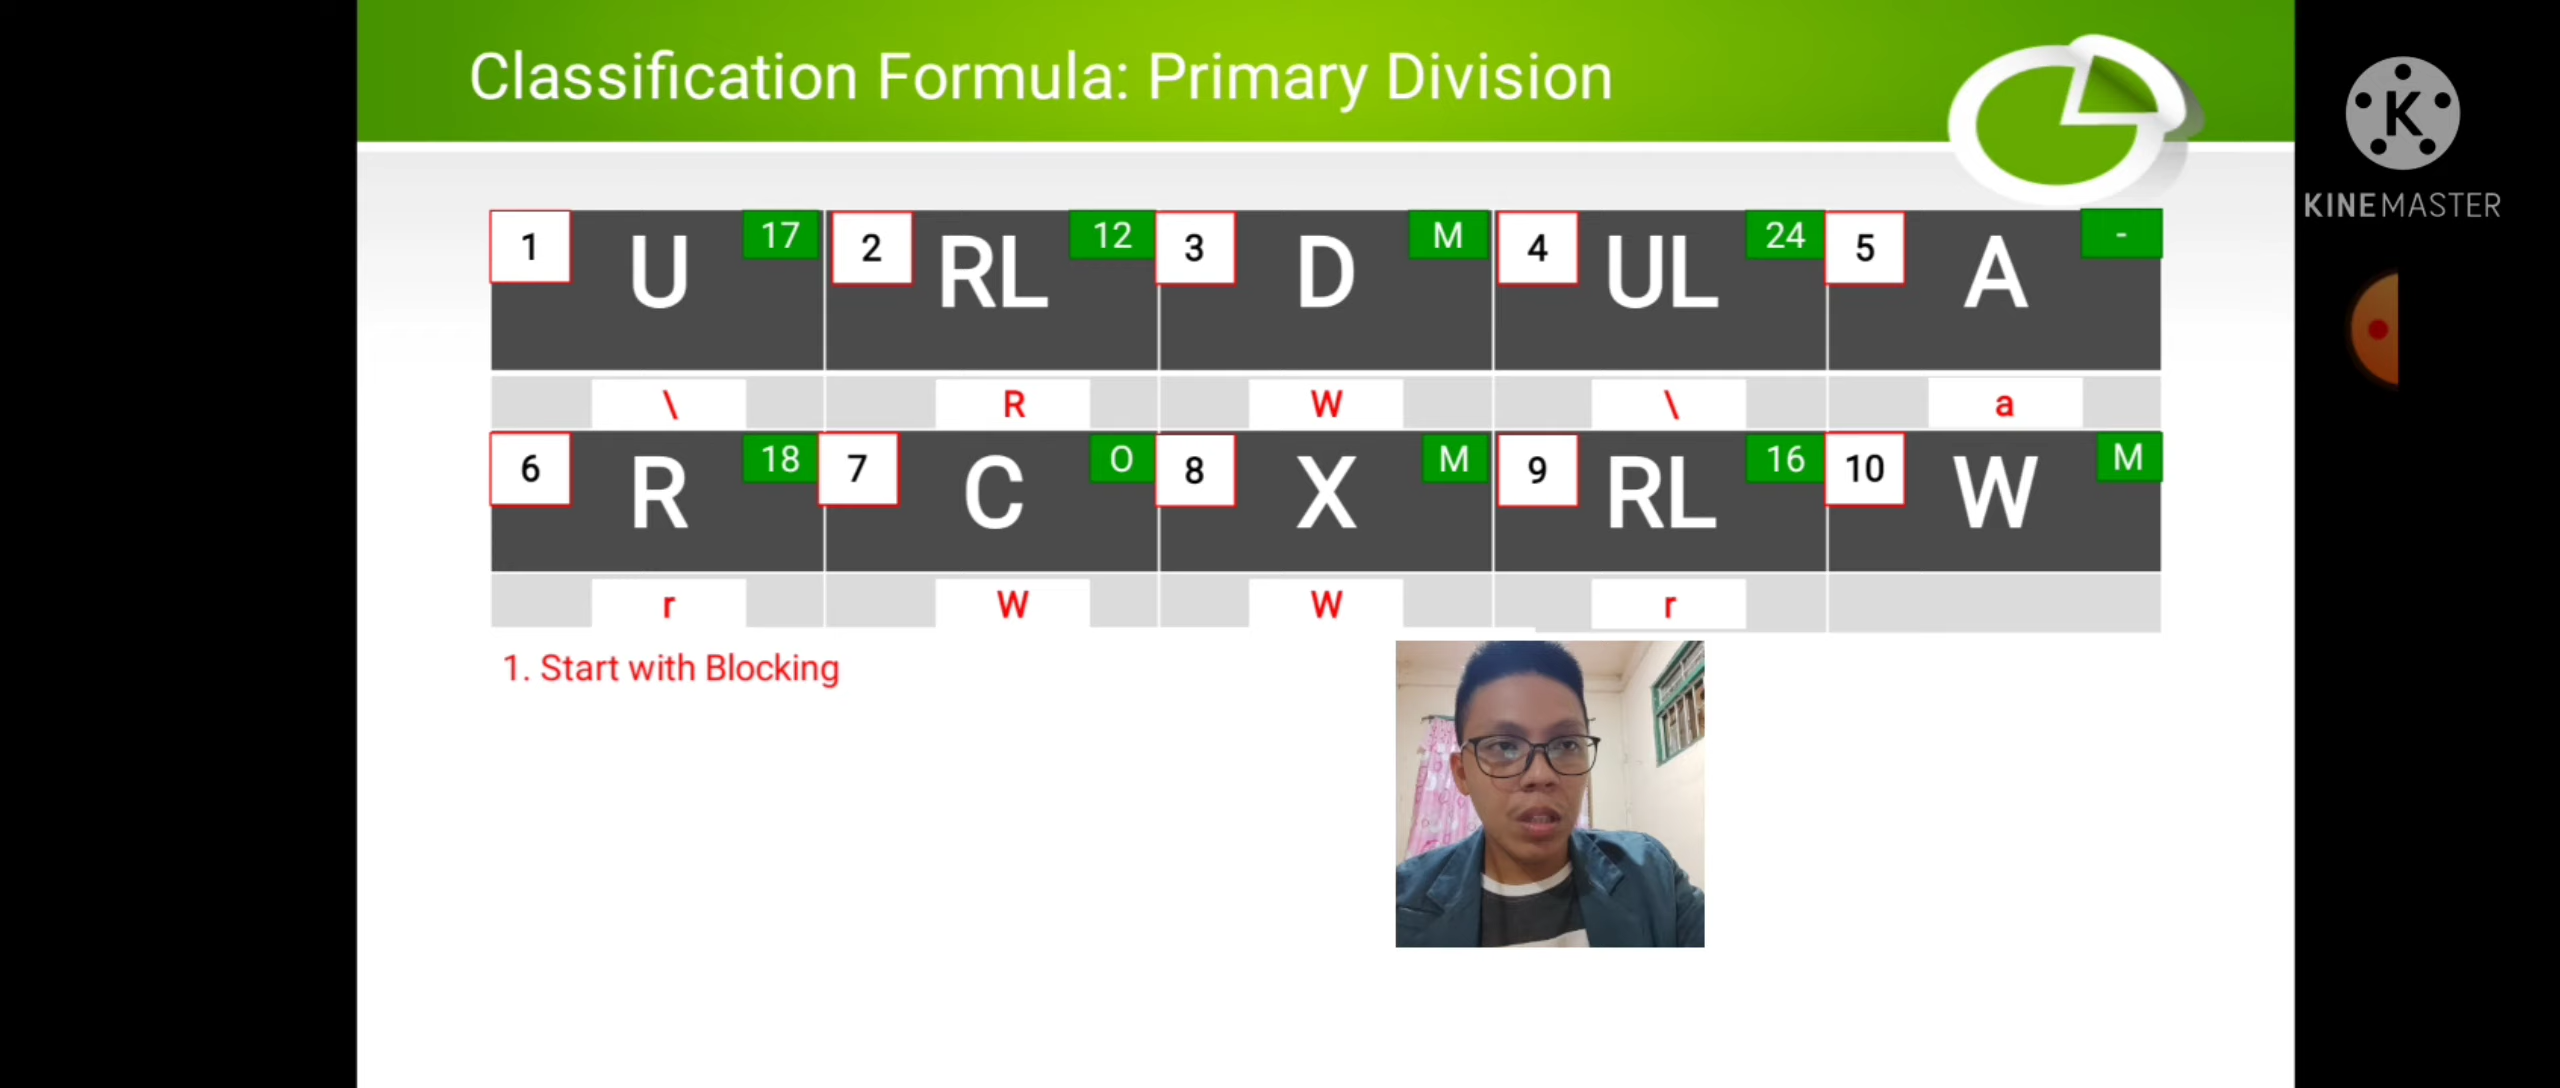 Classification Formula: Primary Division
K
KINEMASTER
1 U 17 2 RL 12 3 D M 4 UL 24 5 A -
\ R W \ a
6 R 18 7 C O 8 X M 9 RL 16 10 W M
r W W r
1. Start with Blocking